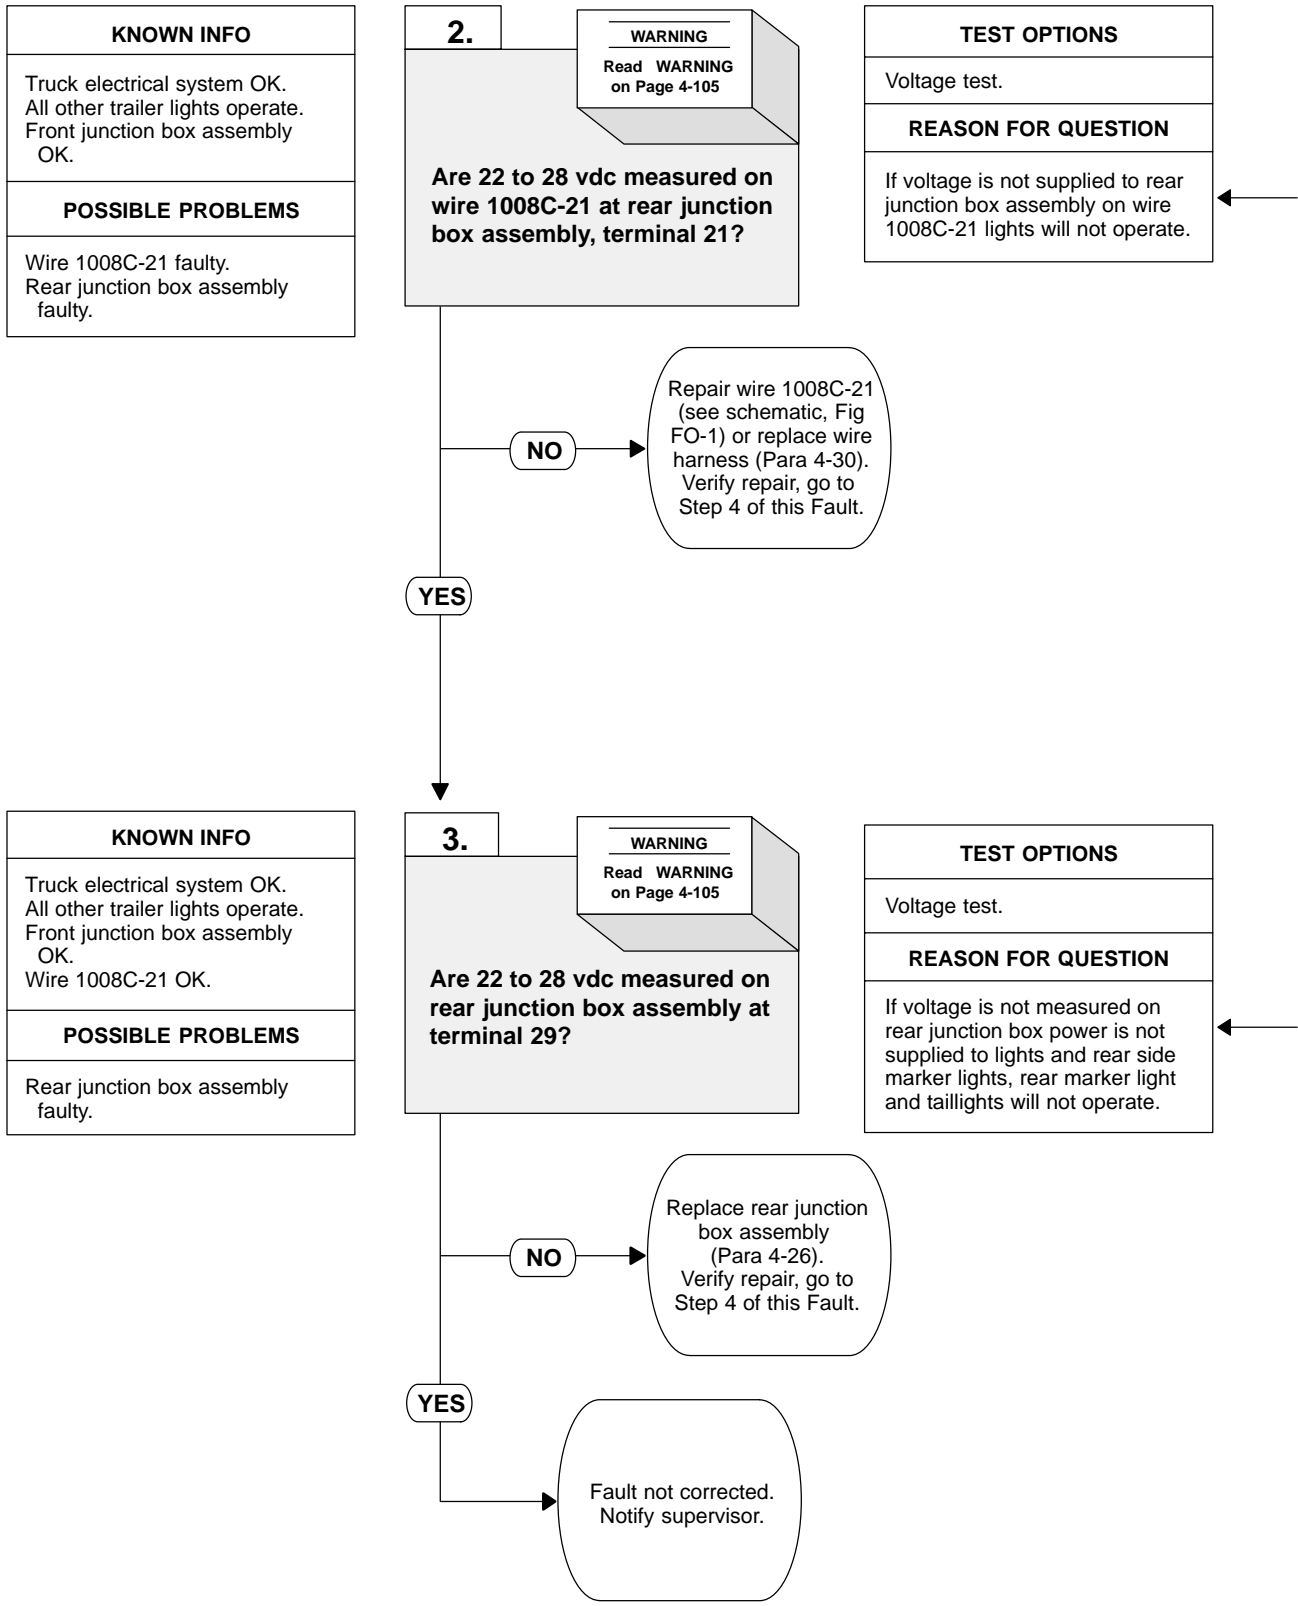 KNOWN INFO
Truck electrical system OK.
All other trailer lights operate.
Front junction box assembly
OK.
POSSIBLE PROBLEMS
Wire 1008C-21 faulty.
Rear junction box assembly
faulty.
2.
WARNING
Read WARNING
on Page 4-105
Are 22 to 28 vdc measured on
wire 1008C-21 at rear junction
box assembly, terminal 21?
TEST OPTIONS
Voltage test.
REASON FOR QUESTION
If voltage is not supplied to rear
junction box assembly on wire
1008C-21 lights will not operate.
NO
Repair wire 1008C-21
(see schematic, Fig
FO-1) or replace wire
harness (Para 4-30).
Verify repair, go to
Step 4 of this Fault.
YES
KNOWN INFO
Truck electrical system OK.
All other trailer lights operate.
Front junction box assembly
OK.
Wire 1008C-21 OK.
POSSIBLE PROBLEMS
Rear junction box assembly
faulty.
3.
WARNING
Read WARNING
on Page 4-105
Are 22 to 28 vdc measured on
rear junction box assembly at
terminal 29?
TEST OPTIONS
Voltage test.
REASON FOR QUESTION
If voltage is not measured on
rear junction box power is not
supplied to lights and rear side
marker lights, rear marker light
and taillights will not operate.
NO
Replace rear junction
box assembly
(Para 4-26).
Verify repair, go to
Step 4 of this Fault.
YES
Fault not corrected.
Notify supervisor.